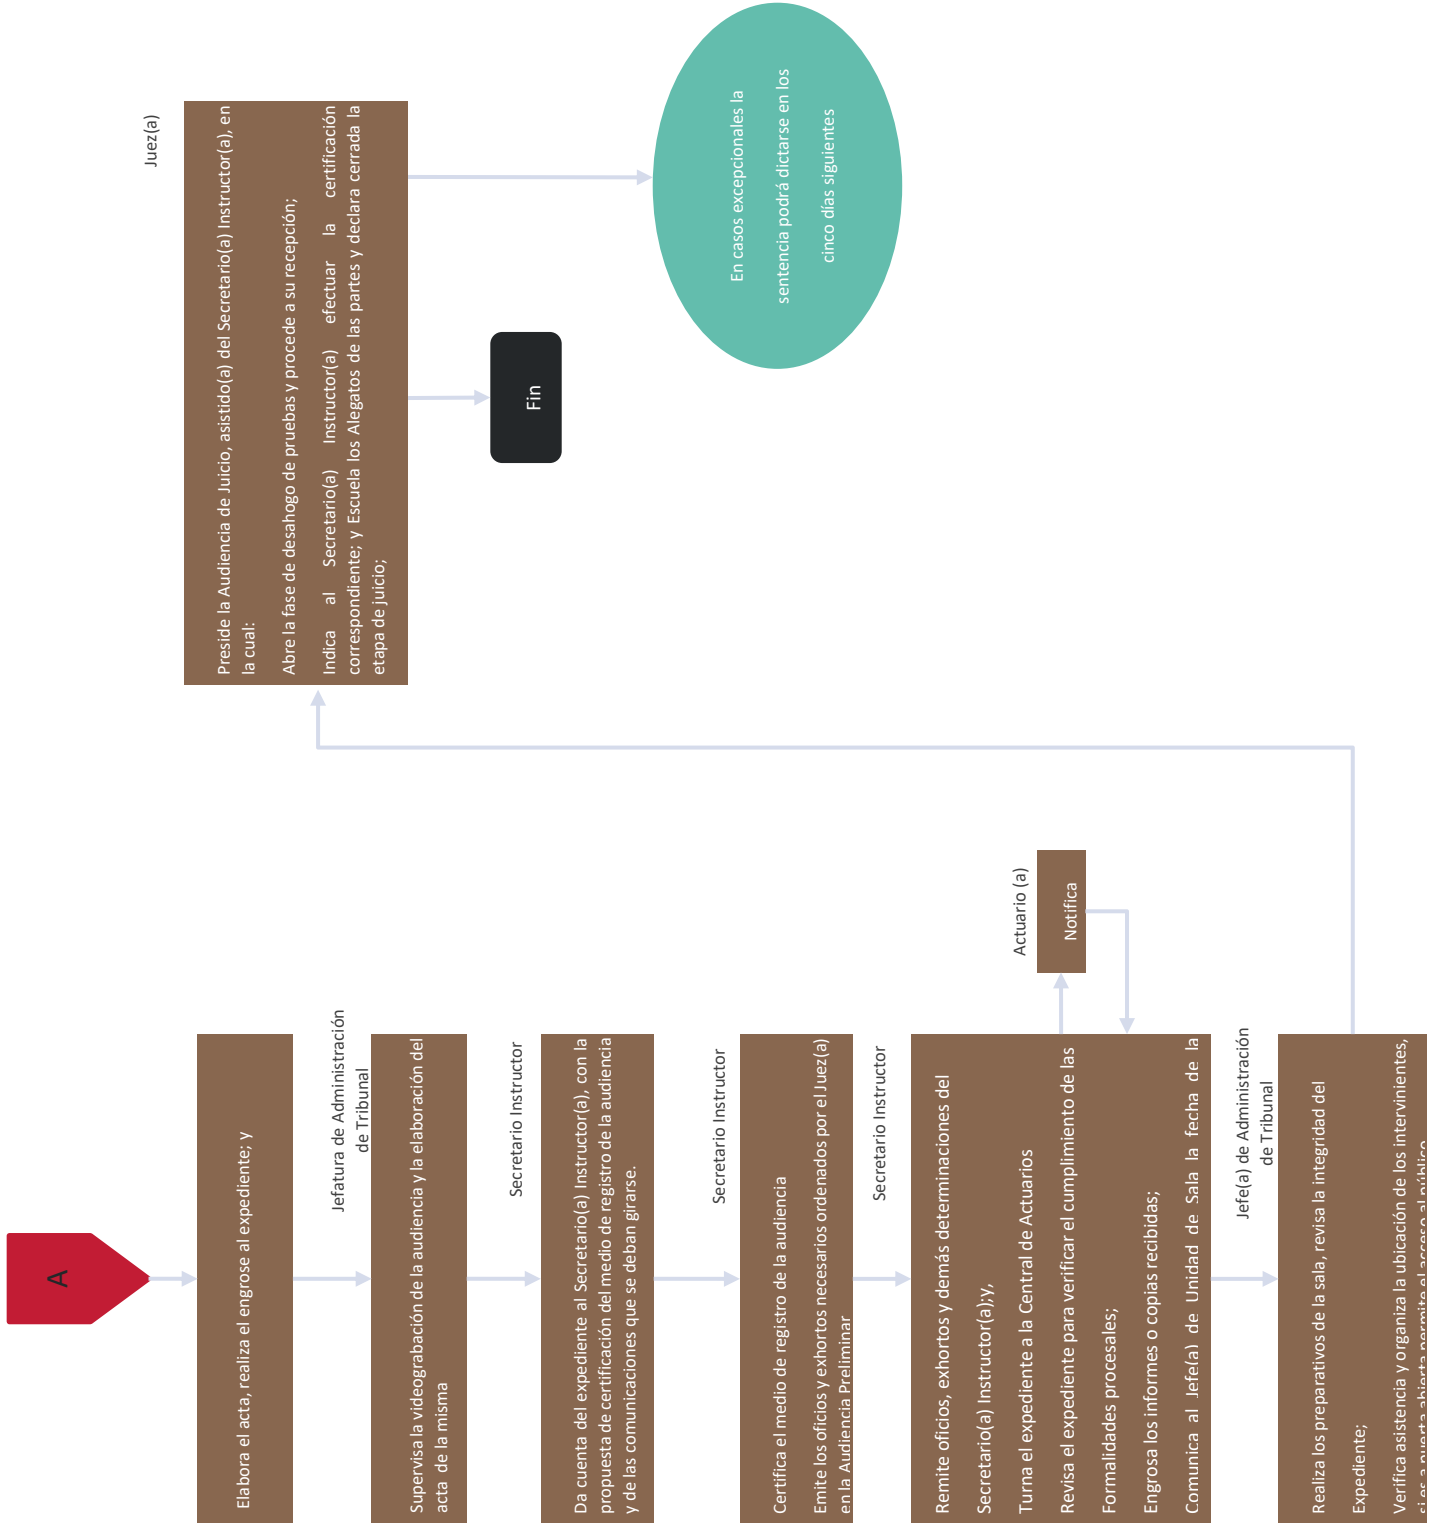 A
Elabora el acta, realiza el engrose al expediente; y
Jefatura de Administración
de Tribunal
Supervisa la videograbación de la audiencia y la elaboración del
acta de la misma
Secretario Instructor
Da cuenta del expediente al Secretario(a) Instructor(a), con la
propuesta de certificación del medio de registro de la audiencia
y de las comunicaciones que se deban girarse.
Secretario Instructor
Certifica el medio de registro de la audiencia
Emite los oficios y exhortos necesarios ordenados por el Juez(a)
en la Audiencia Preliminar
Secretario Instructor
Remite oficios, exhortos y demás determinaciones del
Secretario(a) Instructor(a);y,
Turna el expediente a la Central de Actuarios
Revisa el expediente para verificar el cumplimiento de las
Formalidades procesales;
Engrosa los informes o copias recibidas;
Comunica al Jefe(a) de Unidad de Sala la fecha de la
Actuario (a)
Notifica
Jefe(a) de Administración
de Tribunal
Realiza los preparativos de la sala, revisa la integridad del
Expediente;
Verifica asistencia y organiza la ubicación de los intervinientes,
si es a puerta abierta permite el acceso al público
Juez(a)
Preside la Audiencia de Juicio, asistido(a) del Secretario(a) Instructor(a), en
la cual:
Abre la fase de desahogo de pruebas y procede a su recepción;
Indica al Secretario(a) Instructor(a) efectuar la certificación
correspondiente; y Escuela los Alegatos de las partes y declara cerrada la
etapa de juicio;
Fin
En casos excepcionales la
sentencia podrá dictarse en los
cinco días siguientes